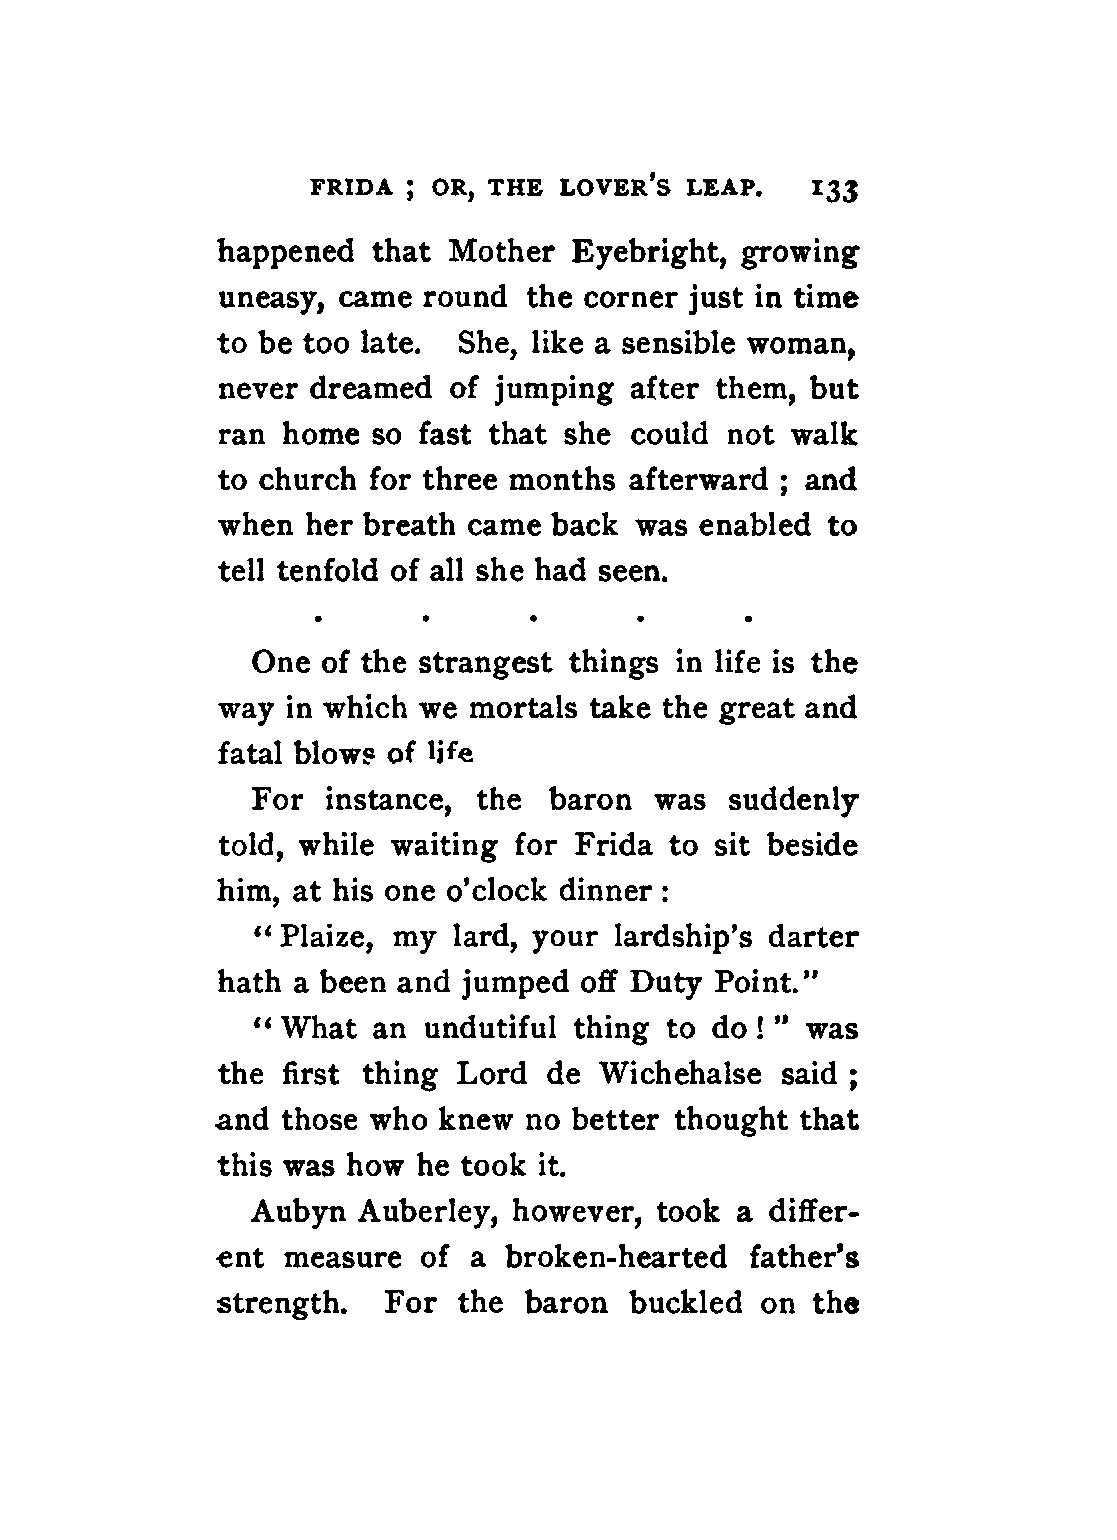 FRIDA ; OR, THE LOVER'S LEAP. 133
happened that Mother Eyebright, growing
uneasy, came round the corner just in time
to be too late. She, like a sensible woman,
never dreamed of jumping after them, but
ran home so fast that she could not walk
to church for three months afterward ; and
when her breath came back was enabled to
tell tenfold of all she had seen.
. . . . .
One of the strangest things in life is the
way in which we mortals take the great and
fatal blows of life
For instance, the baron was suddenly
told, while waiting for Frida to sit beside
him, at his one o'clock dinner :
“ Plaize, my lard, your lardship's darter
hath a been and jumped off Duty Point.”
“ What an undutiful thing to do ! ” was
the first thing Lord de Wichehalse said ;
and those who knew no better thought that
this was how he took it.
Aubyn Auberley, however, took a differ-
ent measure of a broken-hearted father's
strength. For the baron buckled on the